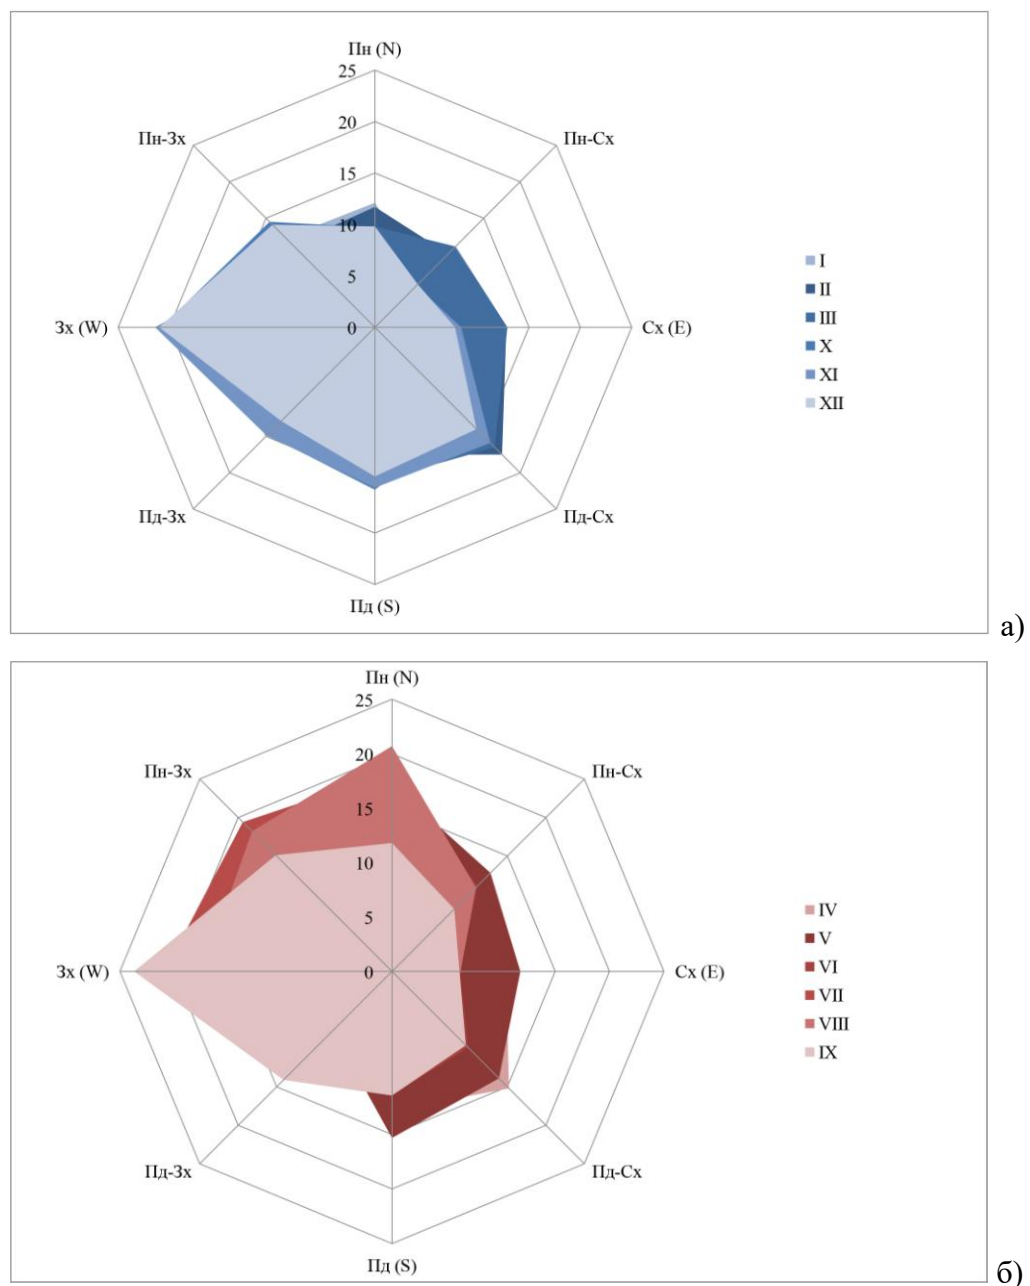 Пн (N)
25
20
Пн-Зх
Пн-Сх
15
10
I
5
II
III
Зх (W)
0
Сх (E)
X
XI
XII
Пд-Зх
Пд-Сх
Пд (S)
а)
Пн (N)
25
20
Пн-Зх
Пн-Сх
15
10
IV
5
V
VI
Зх (W)
0
Сх (E)
VII
VIII
IX
Пд-Зх
Пд-Сх
Пд (S)
б)